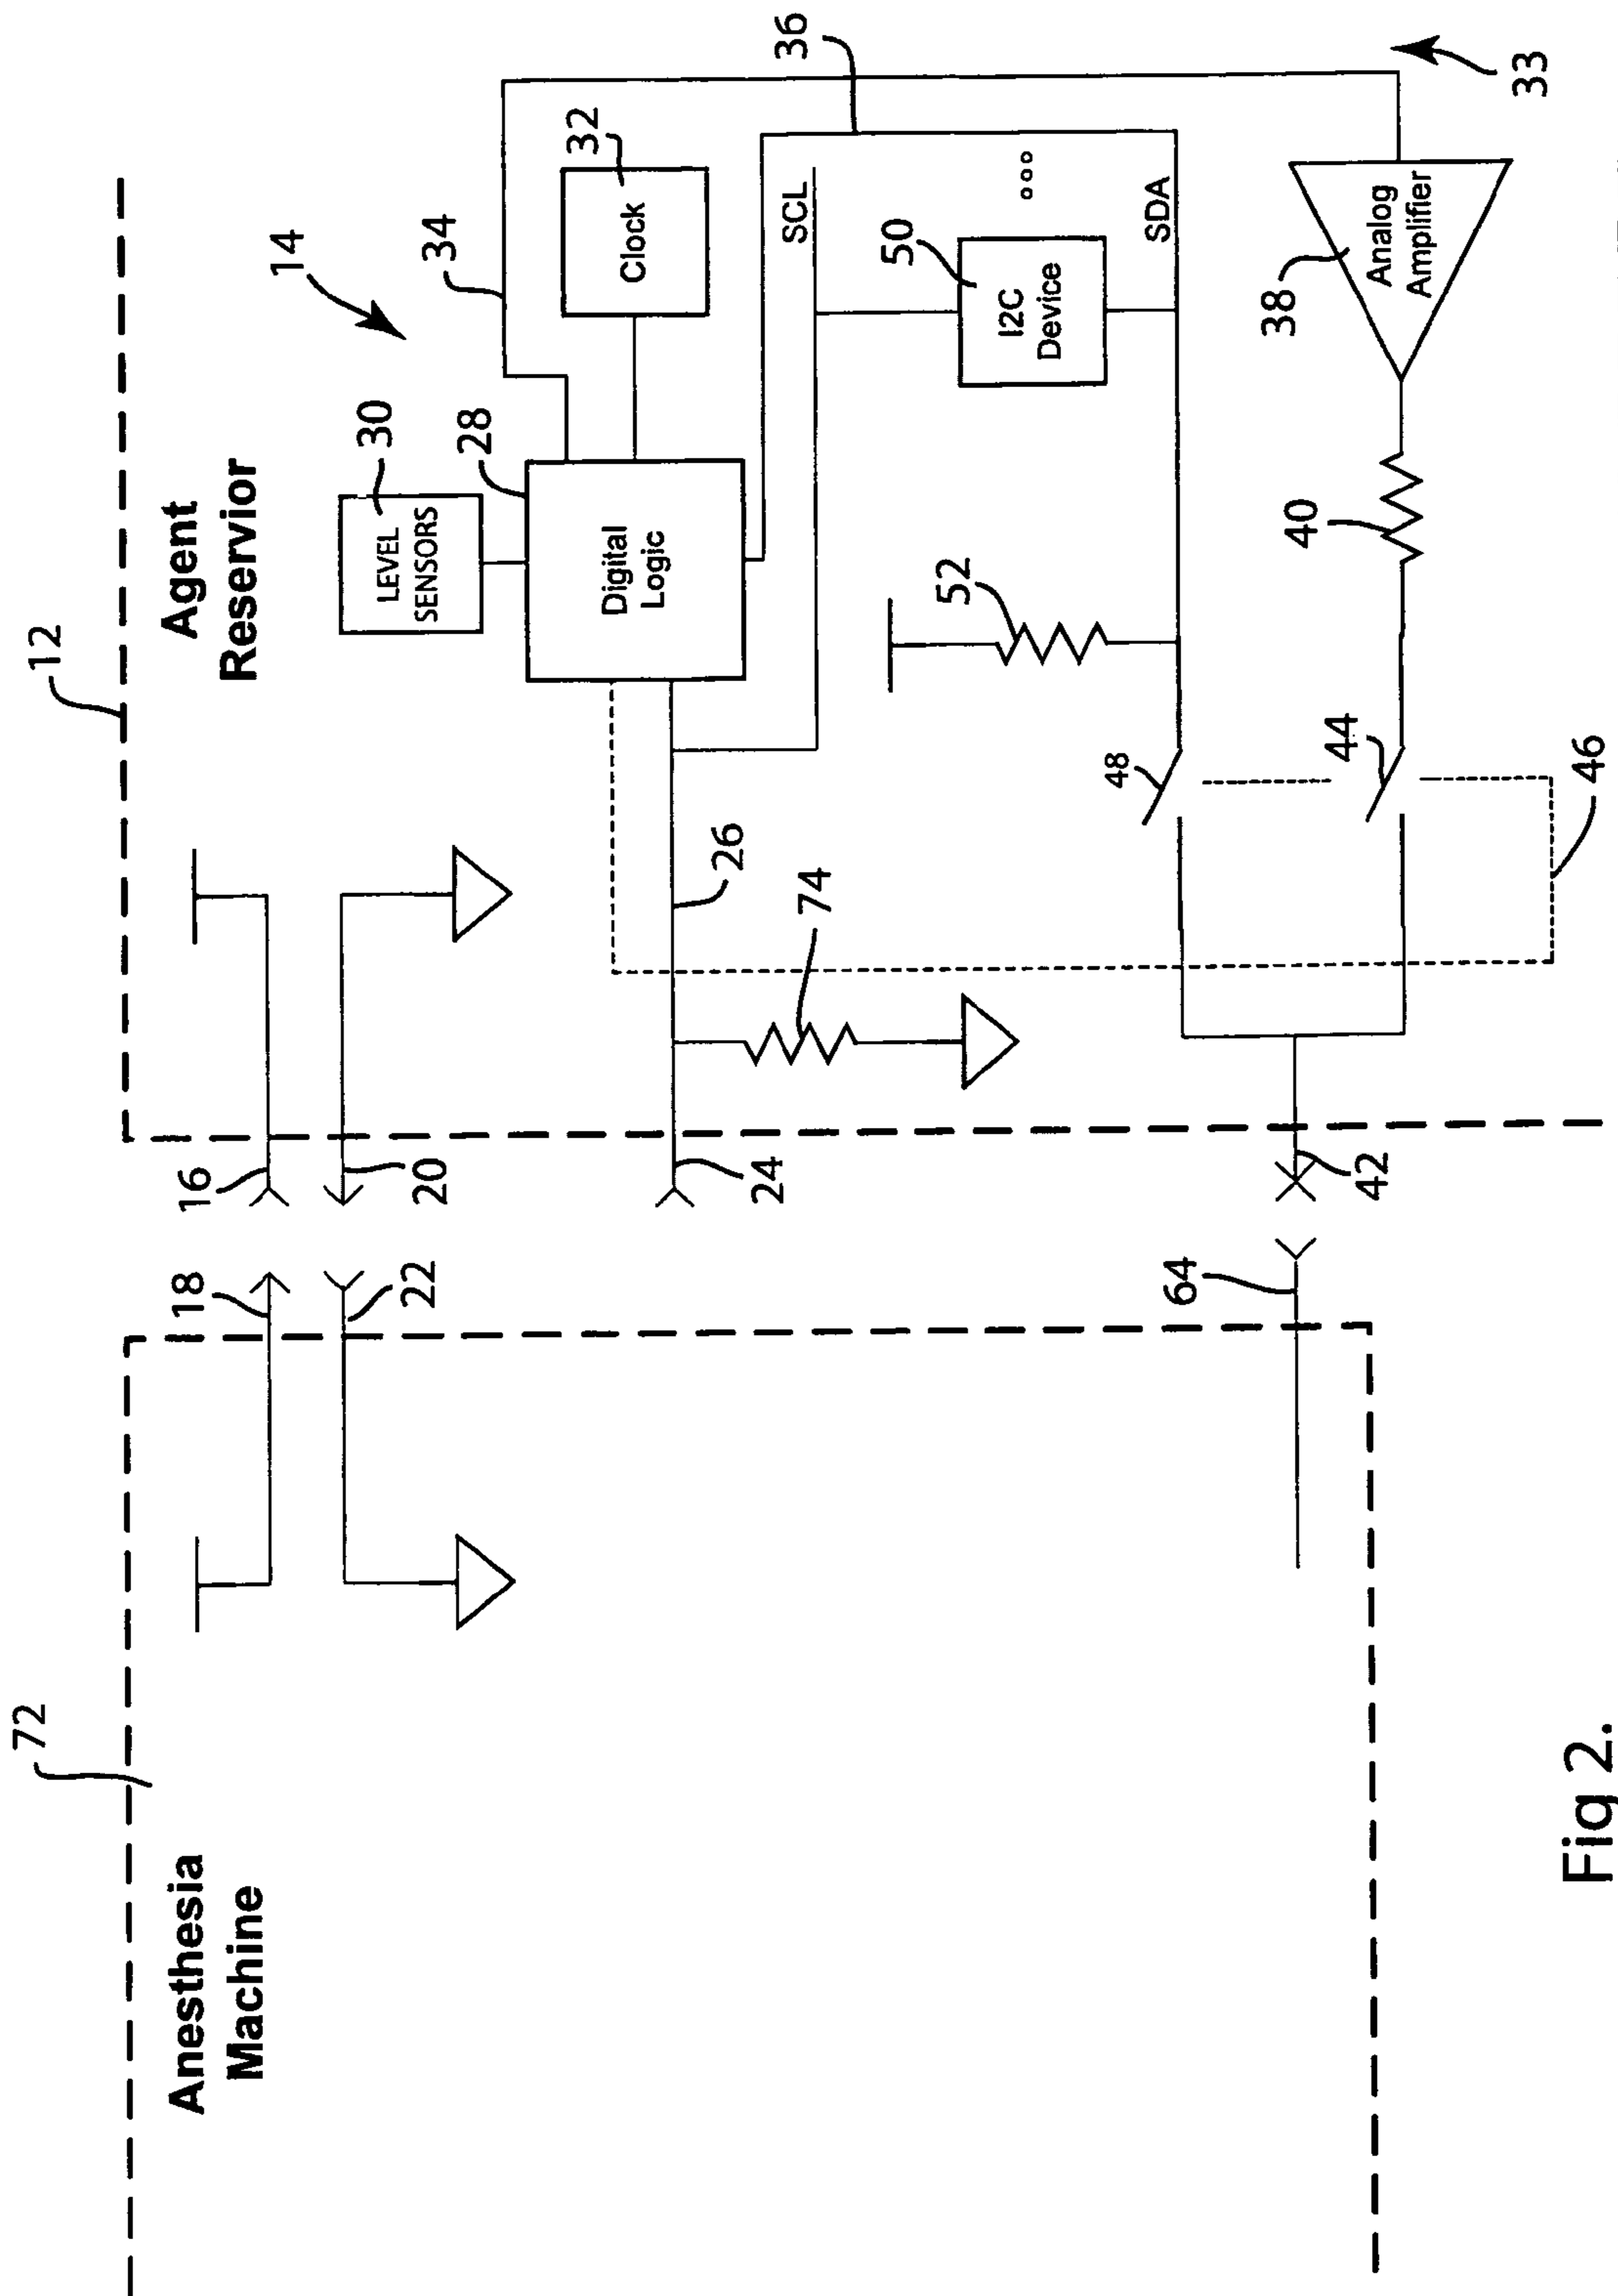 72
12
Anesthesia
Machine
Agent
Reservior
14
16
18
20
22
LEVEL
SENSORS
30
34
28
Digital
Logic
Clock
32
36
26
24
74
SCL
50
I2C
Device
52
SDA
48
44
46
40
38
Analog
Amplifier
33
64
42
Fig 2.